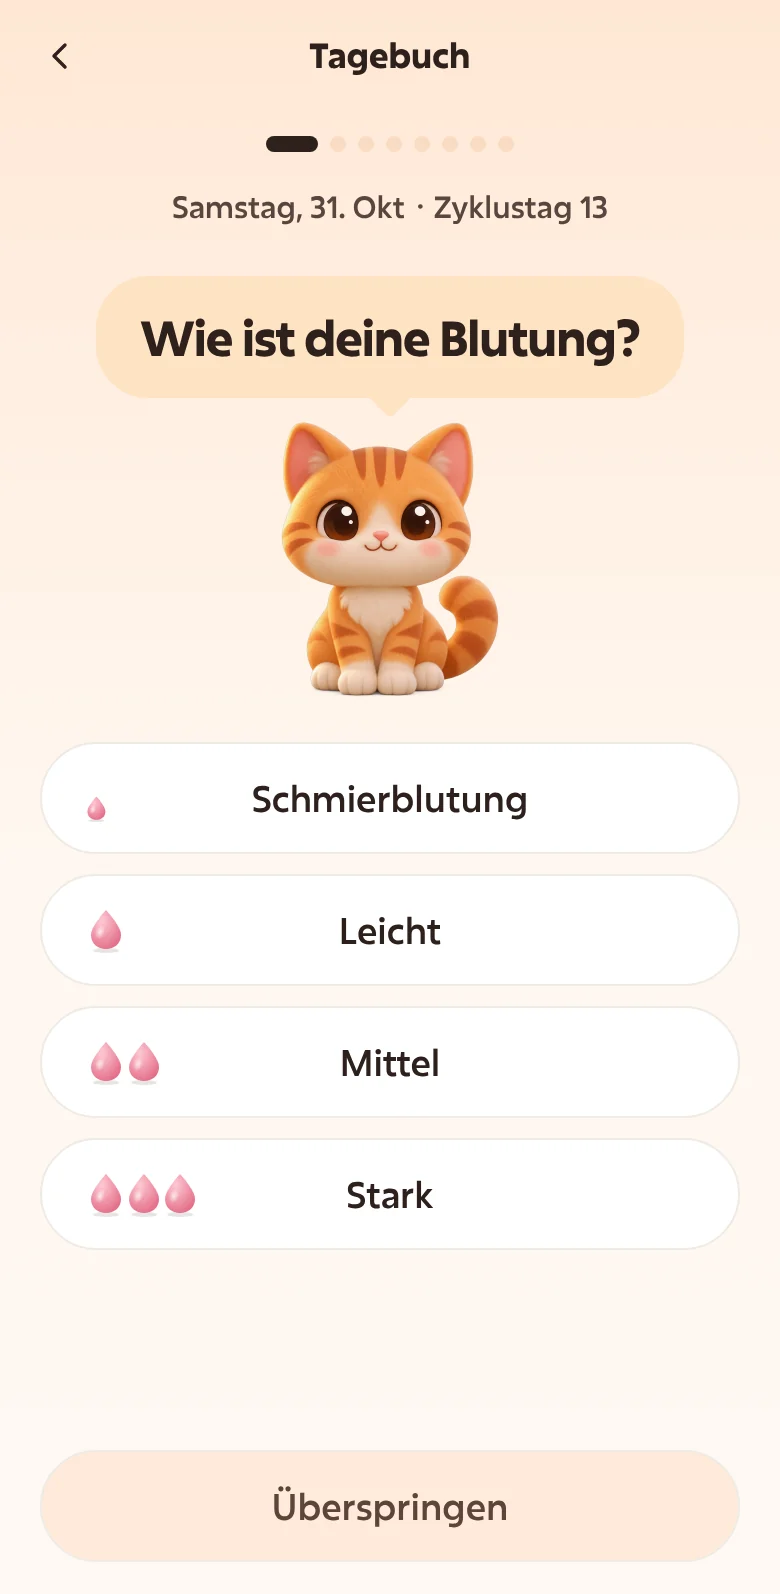 Tagebuch
Samstag, 31. Okt · Zyklustag 13
Wie ist deine Blutung?
Schmierblutung
Leicht
Mittel
Stark
Überspringen